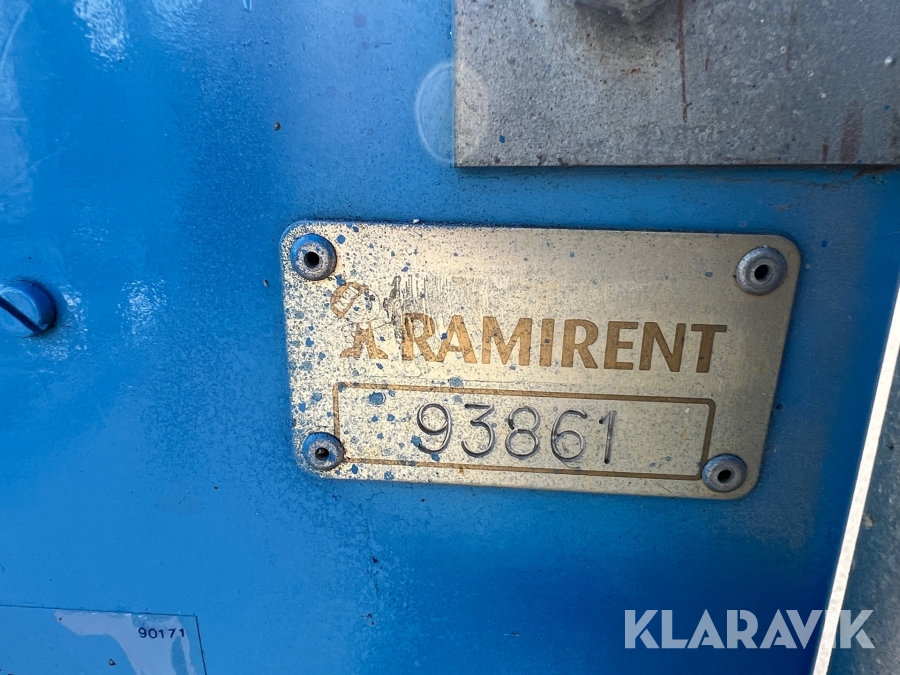 RAMIRENT
93861
90171
KLARAVIK